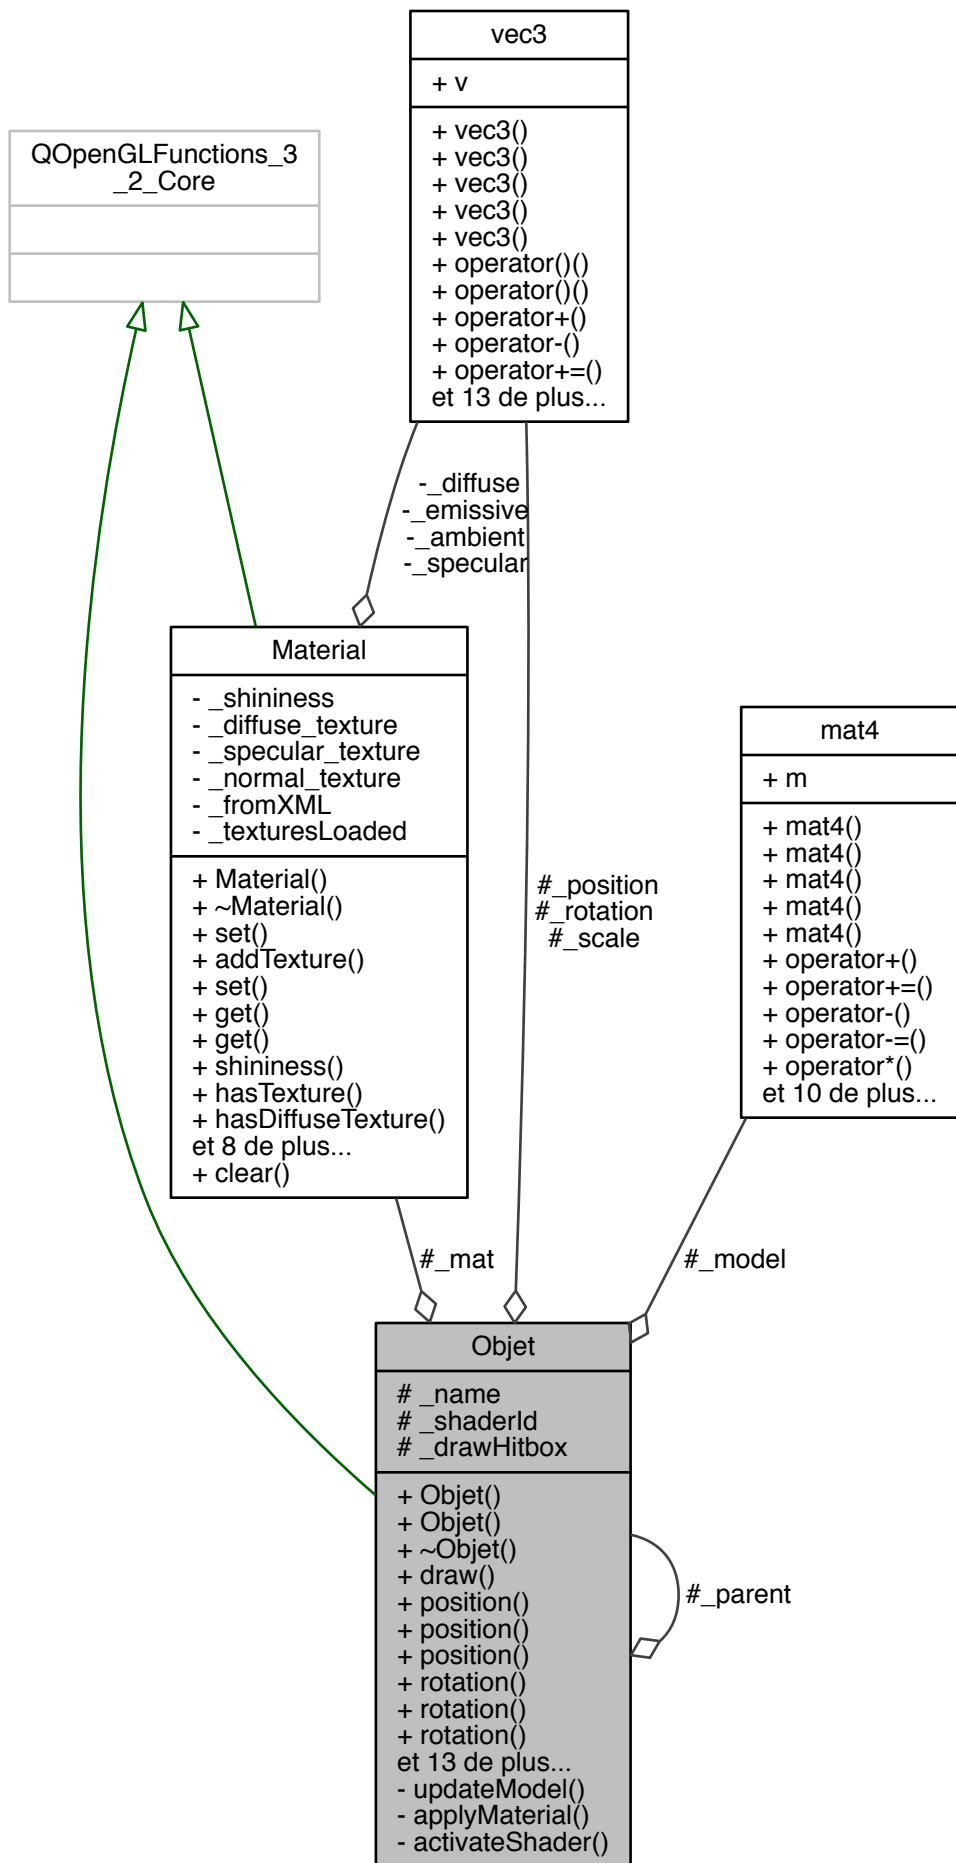 vec3
+ v
+ vec3()
+ vec3()
+ vec3()
+ vec3()
+ vec3()
+ operator()()
+ operator()()
+ operator+()
+ operator-()
+ operator+=()
et 13 de plus...
QOpenGLFunctions_3
_2_Core
-_diffuse
-_emissive
-_ambient
-_specular
Material
- _shininess
- _diffuse_texture
- _specular_texture
- _normal_texture
- _fromXML
- _texturesLoaded
+ Material()
+ ~Material()
+ set()
+ addTexture()
+ set()
+ get()
+ get()
+ shininess()
+ hasTexture()
+ hasDiffuseTexture()
et 8 de plus...
+ clear()
#_position
#_rotation
#_scale
mat4
+ m
+ mat4()
+ mat4()
+ mat4()
+ mat4()
+ mat4()
+ operator+()
+ operator+=()
+ operator-()
+ operator-=()
+ operator*()
et 10 de plus...
#_mat
#_model
Objet
# _name
# _shaderId
# _drawHitbox
+ Objet()
+ Objet()
+ ~Objet()
+ draw()
+ position()
+ position()
+ position()
+ rotation()
+ rotation()
+ rotation()
et 13 de plus...
- updateModel()
- applyMaterial()
- activateShader()
#_parent